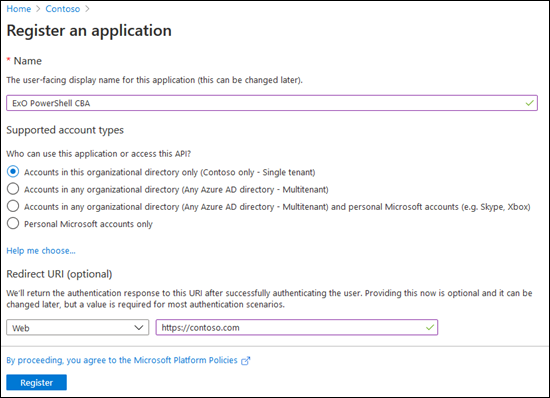 Home > Contoso >
Register an application
* Name
The user-facing display name for this application (this can be changed later).
ExO PowerShell CBA
Supported account types
Who can use this application or access this API?
Accounts in this organizational directory only (Contoso only - Single tenant)
Accounts in any organizational directory (Any Azure AD directory - Multitenant)
Accounts in any organizational directory (Any Azure AD directory - Multitenant) and personal Microsoft accounts (e.g. Skype, Xbox)
Personal Microsoft accounts only
Help me choose...
Redirect URI (optional)
We'll return the authentication response to this URI after successfully authenticating the user. Providing this now is optional and it can be
changed later, but a value is required for most authentication scenarios.
Web https://contoso.com
By proceeding, you agree to the Microsoft Platform Policies
Register